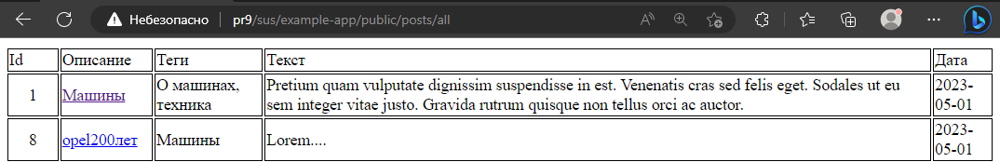 Небезопасно pr9/sus/example-app/public/posts/all
Id Описание Теги Текст Дата
1 Машины О машинах, техника Pretium quam vulputate dignissim suspendisse in est. Venenatis cras sed felis eget. Sodales ut eu
sem integer vitae justo. Gravida rutrum quisque non tellus orci ac auctor. 2023-05-01
8 opel200лет Машины Lorem.... 2023-05-01